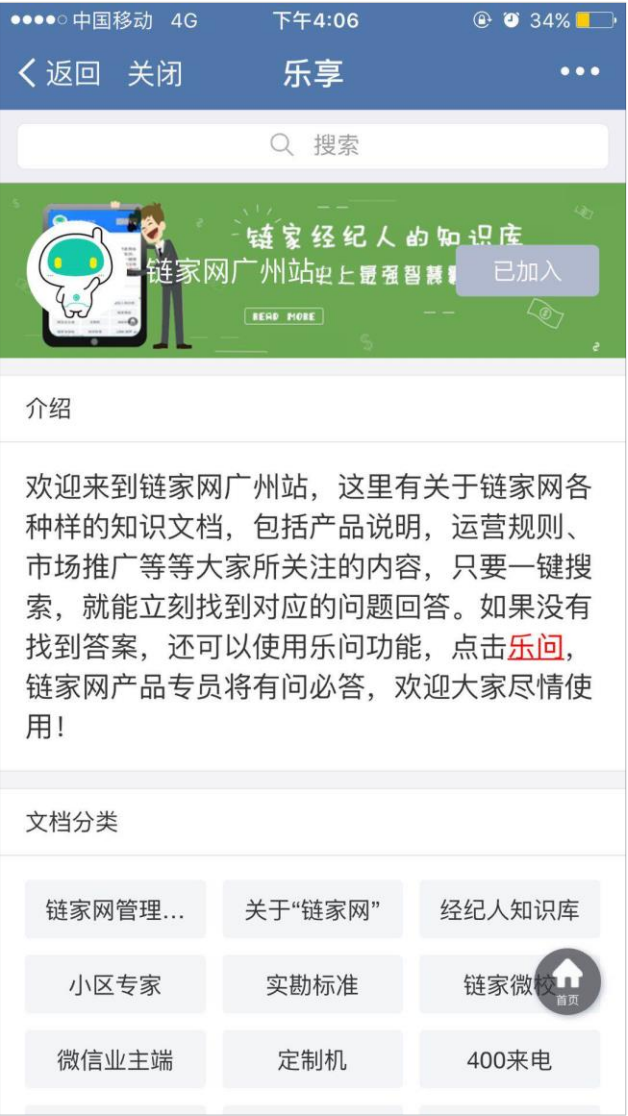 中国移动 4G 下午4:06 34%
返回 关闭 乐享
搜索
链家经纪人的知识库
链家网广州站
史上最强智慧
已加入
READ MORE
介绍
欢迎来到链家网广州站，这里有关于链家网各
种样的知识文档，包括产品说明，运营规则、
市场推广等等大家所关注的内容，只要一键搜
索，就能立刻找到对应的问题回答。如果没有
找到答案，还可以使用乐问功能，点击乐问，
链家网产品专员将有问必答，欢迎大家尽情使
用！
文档分类
链家网管理... 关于“链家网” 经纪人知识库
小区专家 实勘标准 链家微校
首页
微信业主端 定制机 400来电